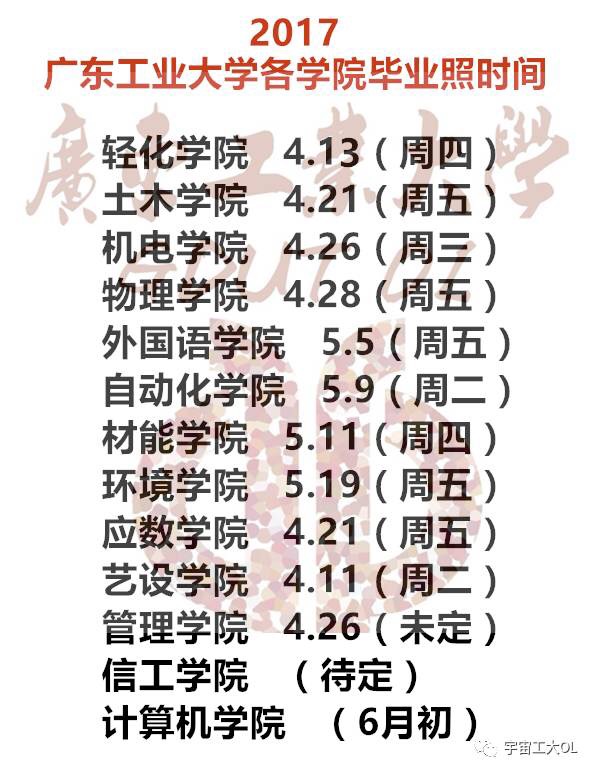 2017
广东工业大学各学院毕业照时间
廣東工業大學
GDUT OL
轻化学院 4.13（周四）
土木学院 4.21（周五）
机电学院 4.26（周三）
物理学院 4.28（周五）
外国语学院 5.5（周五）
自动化学院 5.9（周二）
材能学院 5.11（周四）
环境学院 5.19（周五）
应数学院 4.21（周五）
艺设学院 4.11（周二）
管理学院 4.26（未定）
信工学院 （待定）
计算机学院 （6月初）
宇宙工大OL